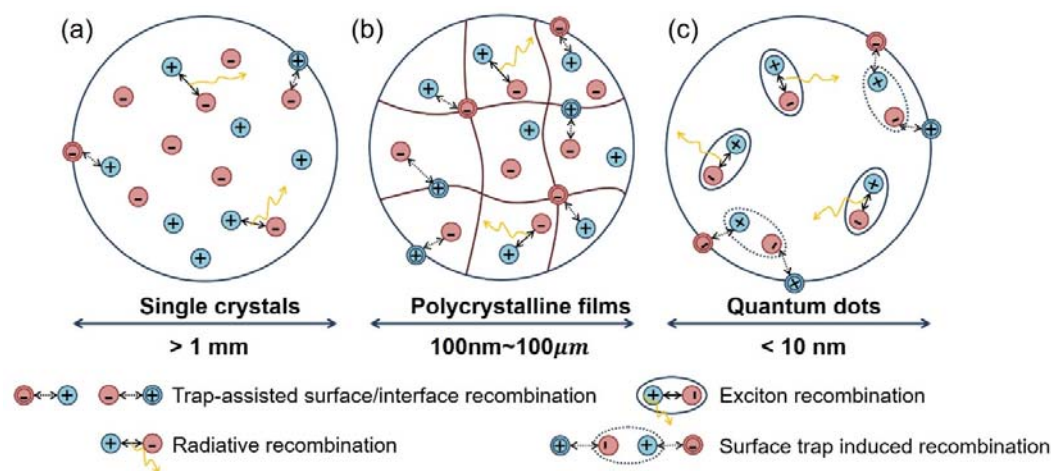 (a)
(b)
(c)
Single crystals
Polycrystalline films
Quantum dots
> 1 mm
100nm~100μm
< 10 nm
Trap-assisted surface/interface recombination
Exciton recombination
Radiative recombination
Surface trap induced recombination